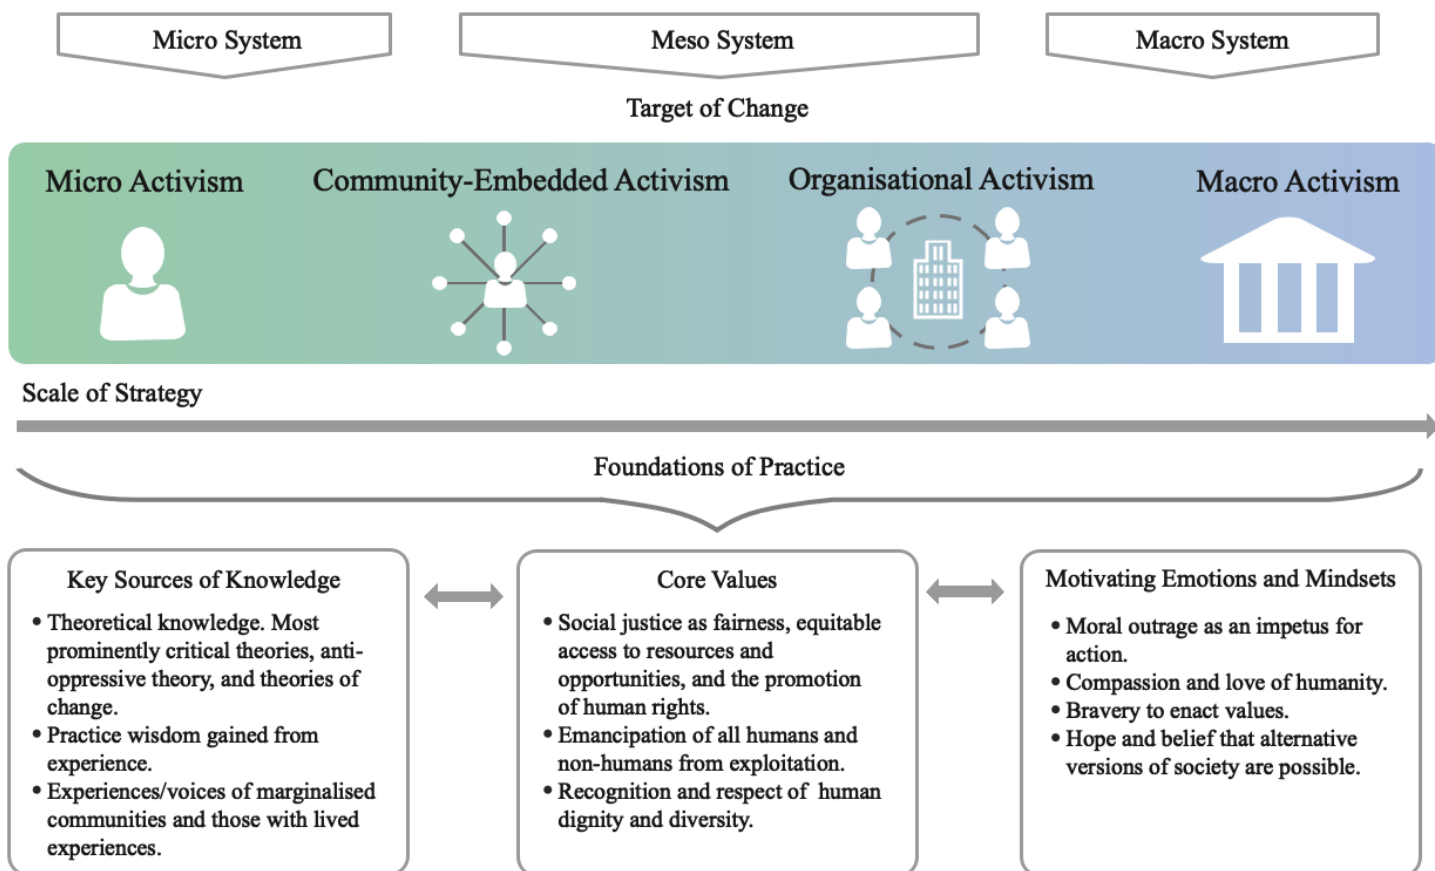 Micro System
Meso System
Macro System
Target of Change
Micro Activism
Community-Embedded Activism
Organisational Activism
Macro Activism
Scale of Strategy
Foundations of Practice
Key Sources of Knowledge
• Theoretical knowledge. Most
prominently critical theories, anti-
oppressive theory, and theories of
change.
• Practice wisdom gained from
experience.
• Experiences/voices of marginalised
communities and those with lived
experiences.
Core Values
• Social justice as fairness, equitable
access to resources and
opportunities, and the promotion
of human rights.
• Emancipation of all humans and
non-humans from exploitation.
• Recognition and respect of human
dignity and diversity.
Motivating Emotions and Mindsets
• Moral outrage as an impetus for
action.
• Compassion and love of humanity.
• Bravery to enact values.
• Hope and belief that alternative
versions of society are possible.